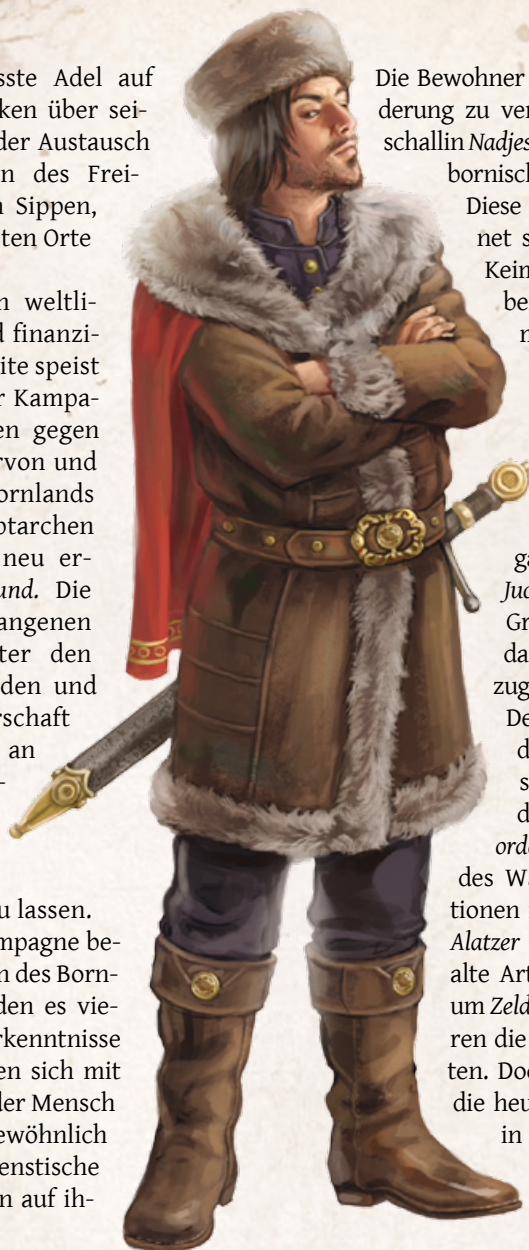 sste Adel auf
ken über sei-
der Austausch
n des Frei-
n Sippen,
ten Orte
n weltli-
d finanzi-
ite speist
r Kampa-
en gegen
rvon und
ornlands
ptarchen
neu er-
und. Die
angenen
ter den
den und
rschaft
an
-
u lassen.
mpagne be-
n des Born-
den es vie-
rkenntnisse
en sich mit
der Mensch
ewöhnlich
enstische
n auf ih-
Die Bewohner
derung zu ver
schallin Nadjes
bornisch
Diese
net s
Kein
be
n
ga
Juc
Gr
da
zug
De
d
s
d
orde
des W
tionen
Alatzer
alte Art
um Zeld
ren die
ten. Doc
die heu
in